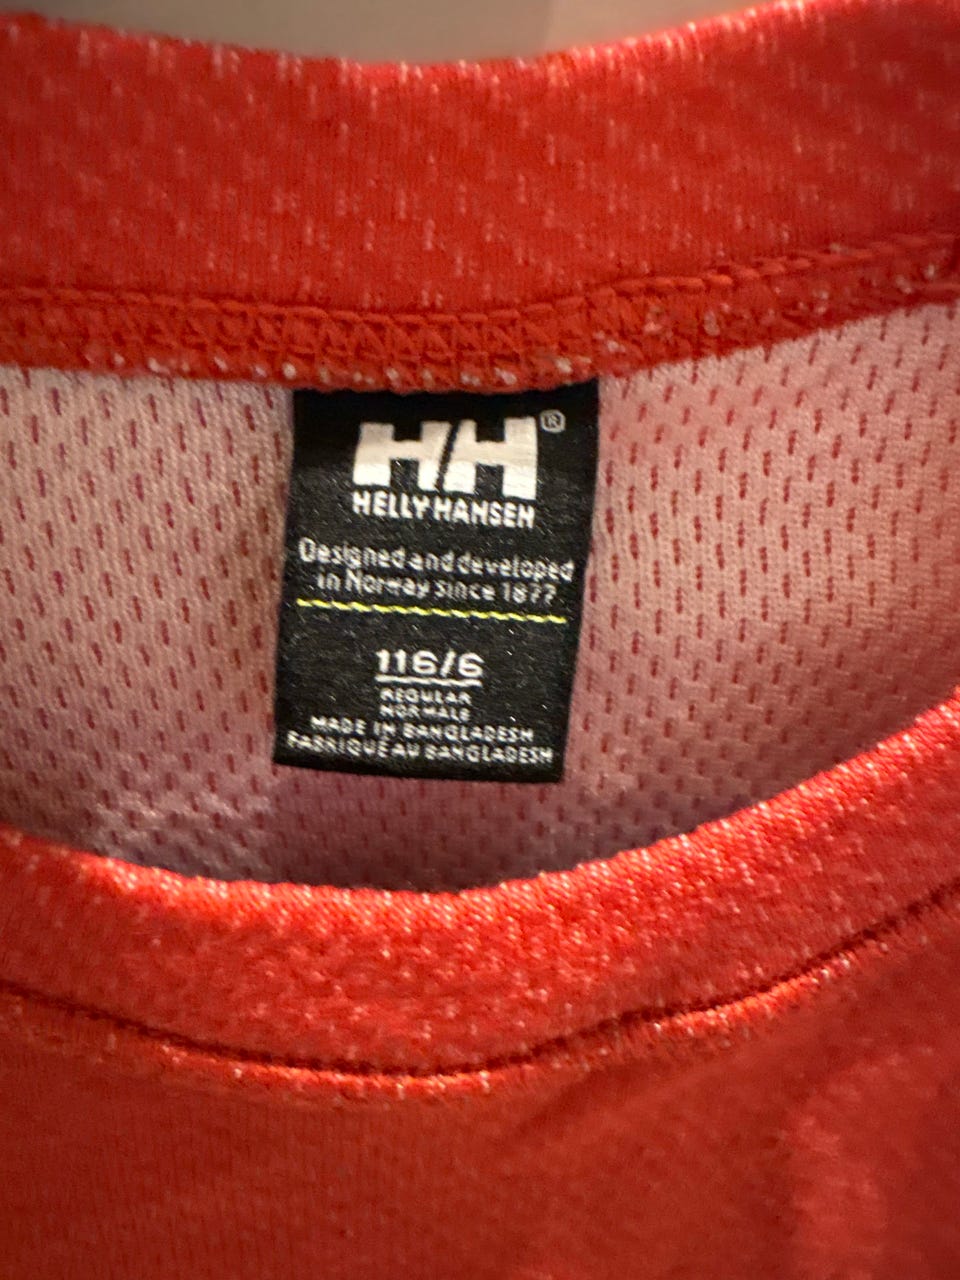 HH®
HELLY HANSEN
Designed and developed
in Norway since 1877
116/6
REGULAR
NORMALE
MADE IN BANGLADESH
FABRIQUÉ AU BANGLADESH